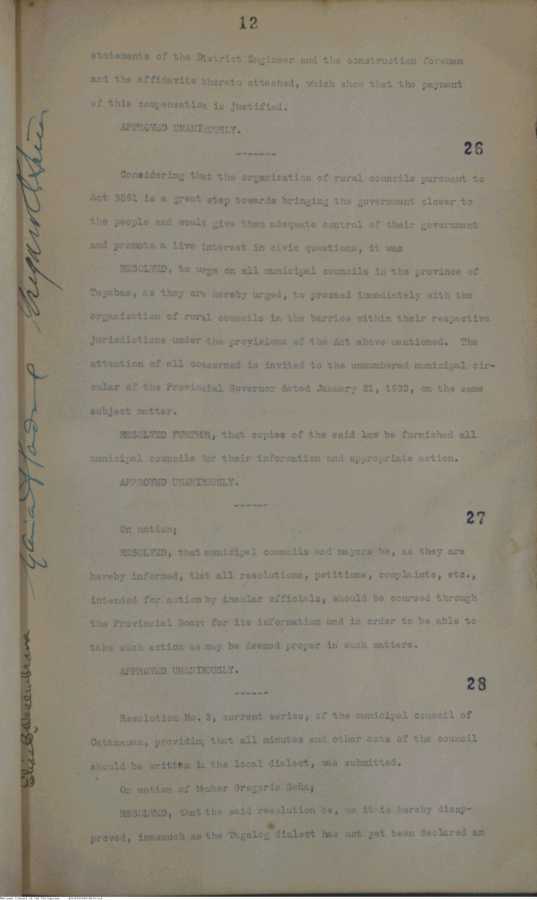 12
statements of the District Engineer and the construction foreman
and the affidavits thereto attached, which show that the payment
of this compensation is justified.
APPROVED UNANIMOUSLY.
-------
26
Considering that the organization of rural councils pursuant to
Act 3861 is a great step towards bringing the government closer to
the people and would give them adequate control of their government
and promote a live interest in civic questions, it was
RESOLVED, to urge on all municipal councils in the province of
Tayabas, as they are hereby urged, to proceed immediately with the
organization of rural councils in the barrios within their respective
jurisdictions under the provisions of the Act above mentioned. The
attention of all concerned is invited to the unnumbered municipal cir-
cular of the Provincial Governor dated January 21, 1932, on the same
subject matter.
RESOLVED FURTHER, that copies of the said law be furnished all
municipal councils for their information and appropriate action.
APPROVED UNANIMOUSLY.
------
27
On motion;
RESOLVED, that municipal councils and mayors be, as they are
hereby informed, that all resolutions, petitions, complaints, etc.,
intended for action by insular officials, should be coursed through
the Provincial Board for its information and in order to be able to
take such action as may be deemed proper in such matters.
APPROVED UNANIMOUSLY.
------
28
Resolution No. 3, current series, of the municipal council of
Catanauan, providing that all minutes and other acts of the council
should be written in the local dialect, was submitted.
On motion of Member Gregorio
RESOLVED, that the said resolution be, as it is hereby disap-
proved, inasmuch as the Tagalog dialect has not yet been declared an